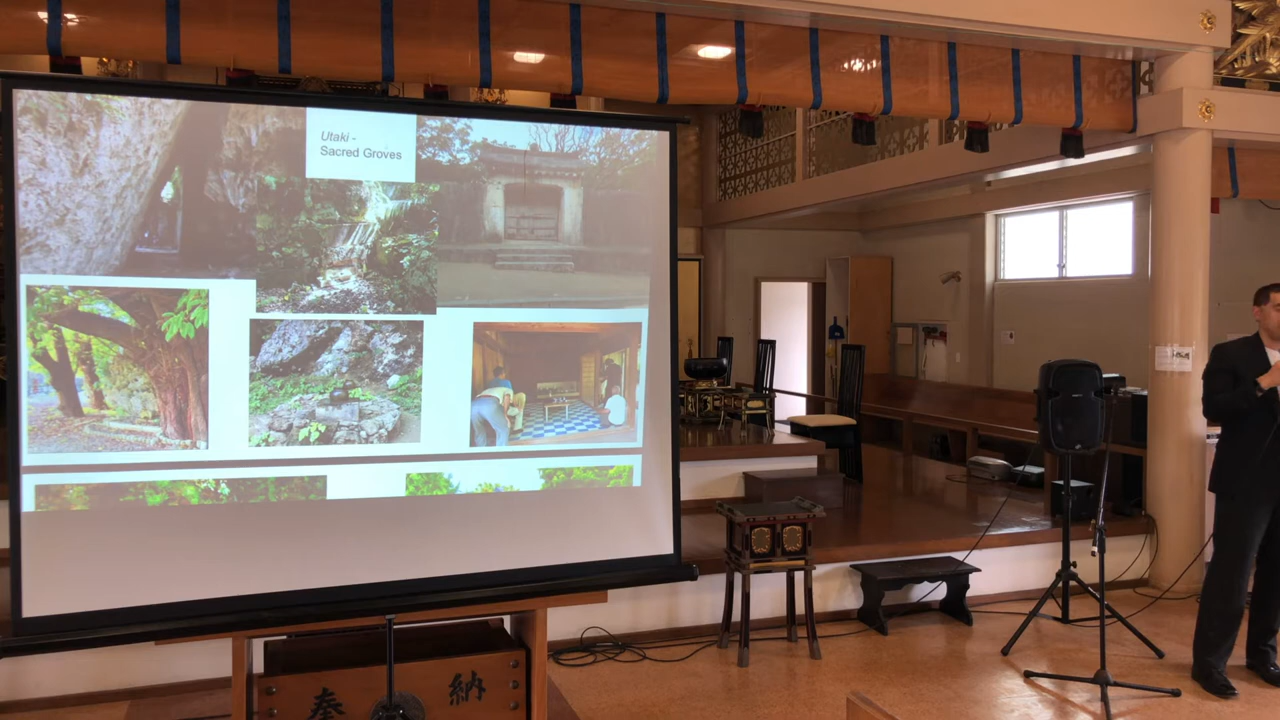 Utaki -
Sacred Groves
奉納